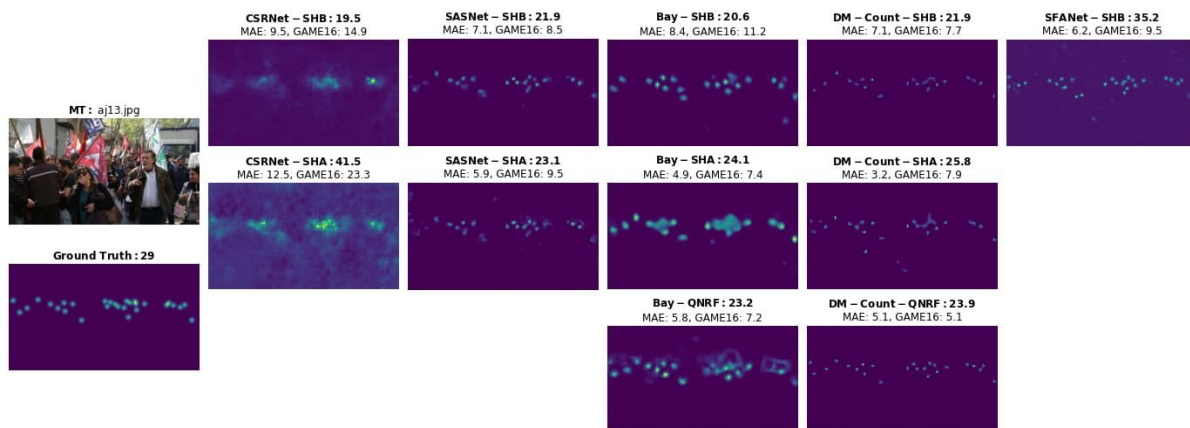 CSRNet−SHB: 19.5
MAE: 9.5, GAME16: 14.9
SASNet−SHB: 21.9
MAE: 7.1, GAME16: 8.5
Bay−SHB: 20.6
MAE: 8.4, GAME16: 11.2
DM−Count−SHB: 21.9
MAE: 7.1, GAME16: 7.7
SFANet−SHB: 35.2
MAE: 6.2, GAME16: 9.5
MT: aj13.jpg
CSRNet−SHA: 41.5
MAE: 12.5, GAME16: 23.3
SASNet−SHA: 23.1
MAE: 5.9, GAME16: 9.5
Bay−SHA: 24.1
MAE: 4.9, GAME16: 7.4
DM−Count−SHA: 25.8
MAE: 3.2, GAME16: 7.9
Ground Truth: 29
Bay−QNRF: 23.2
MAE: 5.8, GAME16: 7.2
DM−Count−QNRF: 23.9
MAE: 5.1, GAME16: 5.1